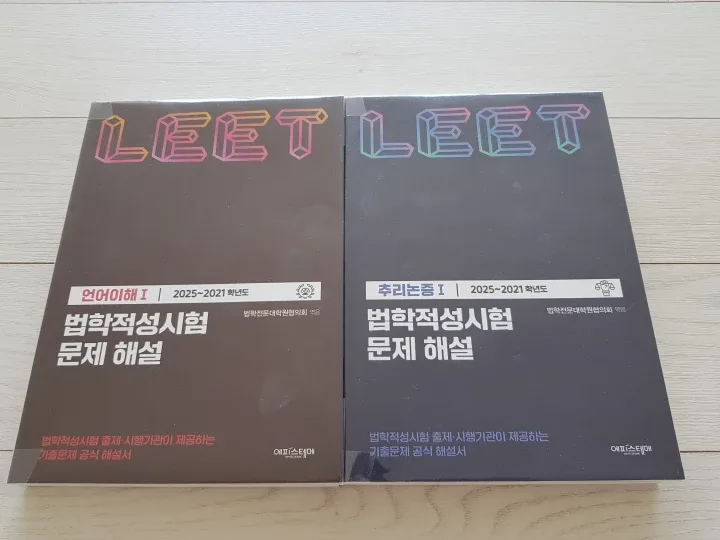 LEET
언어이해 I | 2025~2021 학년도
법학전문대학원협의회 엮음
법학적성시험
문제 해설
법학적성시험 출제·시행기관이 제공하는
기출문제 공식 해설서
에피스테메
LEET
추리논증 I | 2025~2021 학년도
법학전문대학원협의회 엮음
법학적성시험
문제 해설
법학적성시험 출제·시행기관이 제공하는
기출문제 공식 해설서
에피스테메